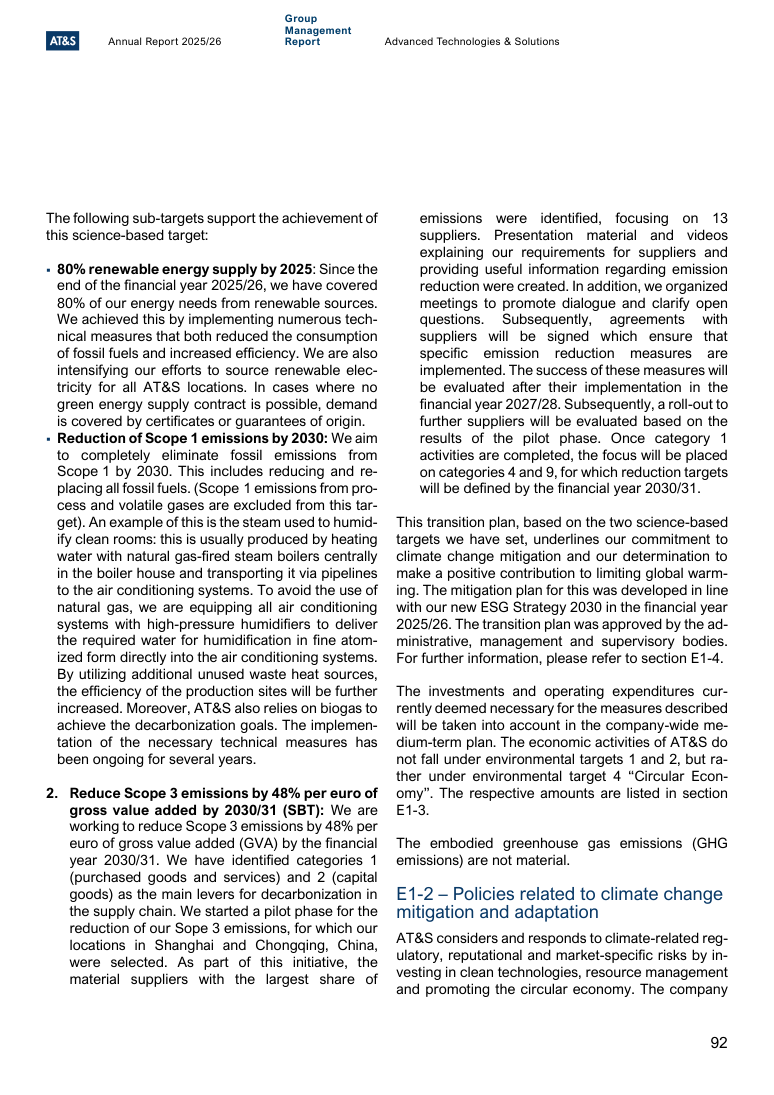 AT&S
Annual Report 2025/26
Group
Management
Report
Advanced Technologies & Solutions
The following sub-targets support the achievement of
this science-based target:
▪ 80% renewable energy supply by 2025: Since the
end of the financial year 2025/26, we have covered
80% of our energy needs from renewable sources.
We achieved this by implementing numerous tech-
nical measures that both reduced the consumption
of fossil fuels and increased efficiency. We are also
intensifying our efforts to source renewable elec-
tricity for all AT&S locations. In cases where no
green energy supply contract is possible, demand
is covered by certificates or guarantees of origin.
▪ Reduction of Scope 1 emissions by 2030: We aim
to completely eliminate fossil emissions from
Scope 1 by 2030. This includes reducing and re-
placing all fossil fuels. (Scope 1 emissions from pro-
cess and volatile gases are excluded from this tar-
get). An example of this is the steam used to humid-
ify clean rooms: this is usually produced by heating
water with natural gas-fired steam boilers centrally
in the boiler house and transporting it via pipelines
to the air conditioning systems. To avoid the use of
natural gas, we are equipping all air conditioning
systems with high-pressure humidifiers to deliver
the required water for humidification in fine atom-
ized form directly into the air conditioning systems.
By utilizing additional unused waste heat sources,
the efficiency of the production sites will be further
increased. Moreover, AT&S also relies on biogas to
achieve the decarbonization goals. The implemen-
tation of the necessary technical measures has
been ongoing for several years.
2. Reduce Scope 3 emissions by 48% per euro of
gross value added by 2030/31 (SBT): We are
working to reduce Scope 3 emissions by 48% per
euro of gross value added (GVA) by the financial
year 2030/31. We have identified categories 1
(purchased goods and services) and 2 (capital
goods) as the main levers for decarbonization in
the supply chain. We started a pilot phase for the
reduction of our Sope 3 emissions, for which our
locations in Shanghai and Chongqing, China,
were selected. As part of this initiative, the
material suppliers with the largest share of
emissions were identified, focusing on 13
suppliers. Presentation material and videos
explaining our requirements for suppliers and
providing useful information regarding emission
reduction were created. In addition, we organized
meetings to promote dialogue and clarify open
questions. Subsequently, agreements with
suppliers will be signed which ensure that
specific emission reduction measures are
implemented. The success of these measures will
be evaluated after their implementation in the
financial year 2027/28. Subsequently, a roll-out to
further suppliers will be evaluated based on the
results of the pilot phase. Once category 1
activities are completed, the focus will be placed
on categories 4 and 9, for which reduction targets
will be defined by the financial year 2030/31.
This transition plan, based on the two science-based
targets we have set, underlines our commitment to
climate change mitigation and our determination to
make a positive contribution to limiting global warm-
ing. The mitigation plan for this was developed in line
with our new ESG Strategy 2030 in the financial year
2025/26. The transition plan was approved by the ad-
ministrative, management and supervisory bodies.
For further information, please refer to section E1-4.
The investments and operating expenditures cur-
rently deemed necessary for the measures described
will be taken into account in the company-wide me-
dium-term plan. The economic activities of AT&S do
not fall under environmental targets 1 and 2, but ra-
ther under environmental target 4 “Circular Econ-
omy”. The respective amounts are listed in section
E1-3.
The embodied greenhouse gas emissions (GHG
emissions) are not material.
E1-2 – Policies related to climate change
mitigation and adaptation
AT&S considers and responds to climate-related reg-
ulatory, reputational and market-specific risks by in-
vesting in clean technologies, resource management
and promoting the circular economy. The company
92